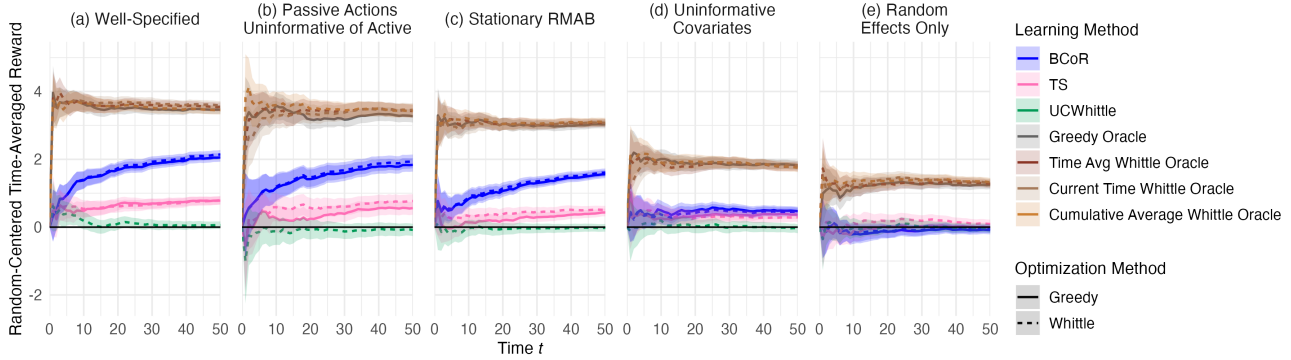 (a) Well-Specified
(b) Passive Actions
Uninformative of Active
(c) Stationary RMAB
(d) Uninformative
Covariates
(e) Random
Effects Only
Random-Centered Time-Averaged Reward
4
2
0
-2
0 10 20 30 40 50
0 10 20 30 40 50
0 10 20 30 40 50
0 10 20 30 40 50
0 10 20 30 40 50
Time t
Learning Method
BCoR
TS
UCWhittle
Greedy Oracle
Time Avg Whittle Oracle
Current Time Whittle Oracle
Cumulative Average Whittle Oracle
Optimization Method
Greedy
Whittle